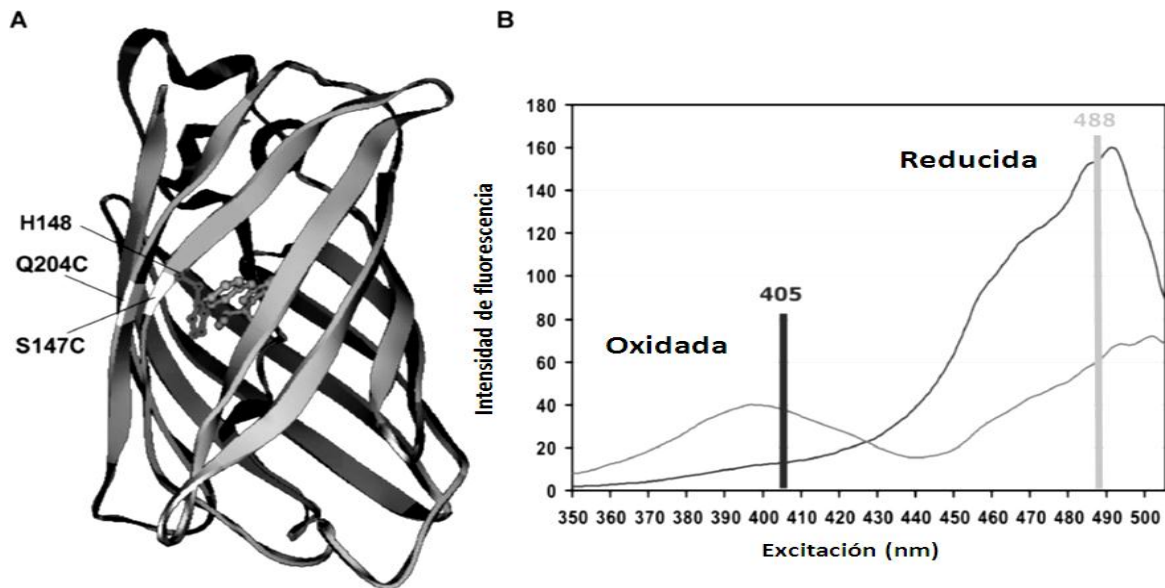 A
H148
Q204C
S147C
B
Intensidad de fluorescencia
180
160
140
120
100
80
60
40
20
0
488
Reducida
405
Oxidada
350 360 370 380 390 400 410 420 430 440 450 460 470 480 490 500
Excitación (nm)